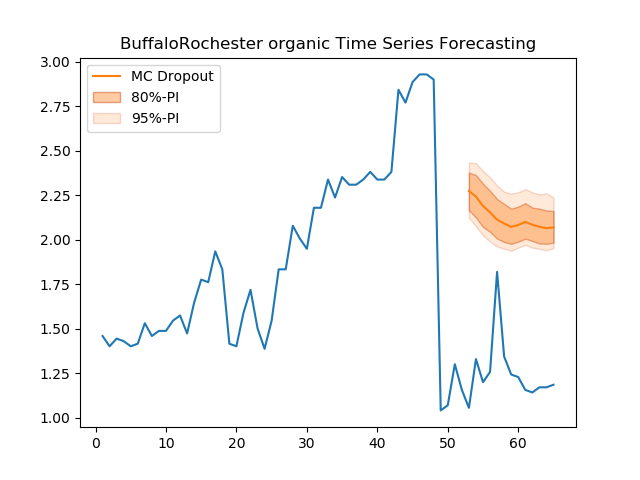 BuffaloRochester organic Time Series Forecasting
MC Dropout
80%-PI
95%-PI
3.00
2.75
2.50
2.25
2.00
1.75
1.50
1.25
1.00
0 10 20 30 40 50 60